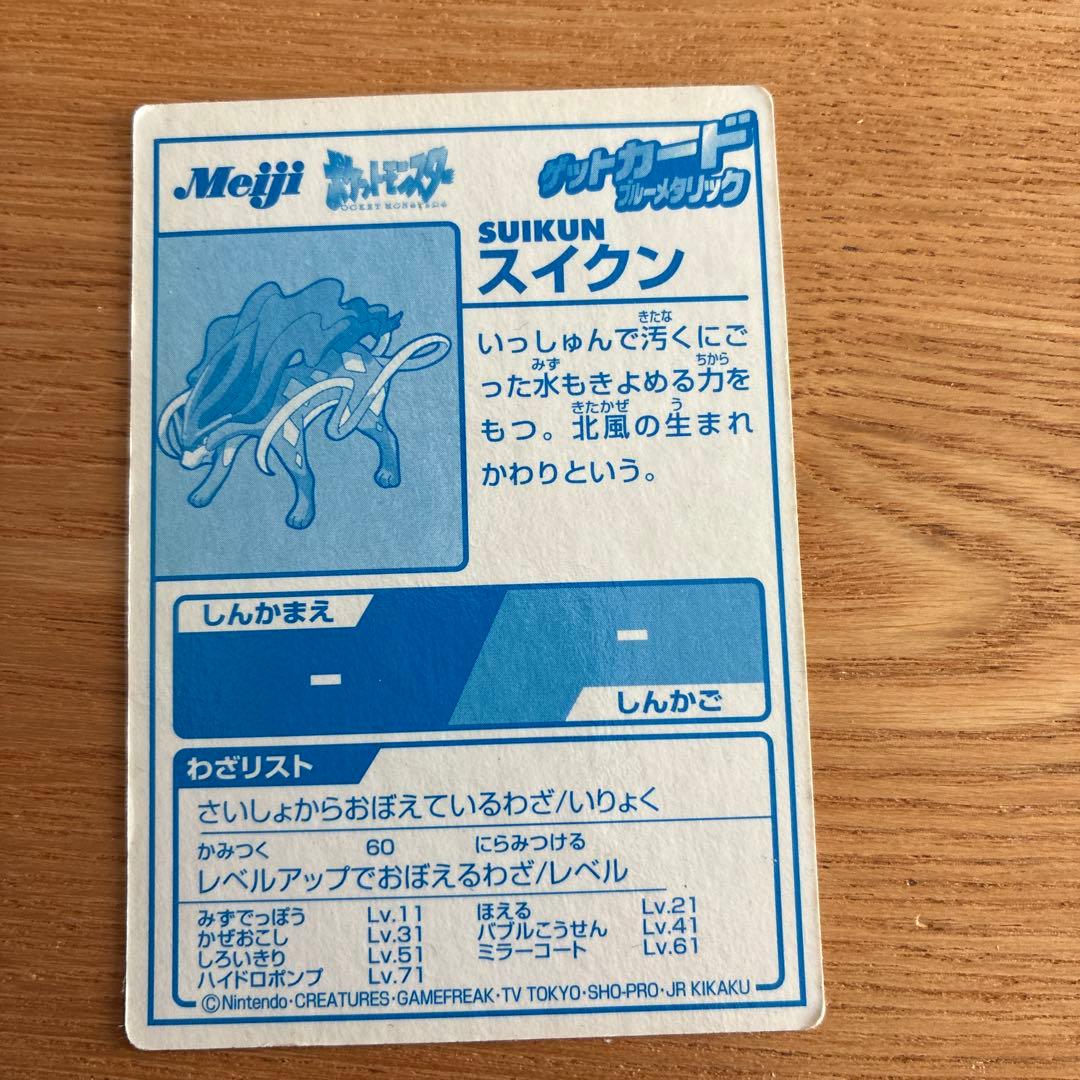 Meiji
ポケットモンスター
POCKET MONSTERS
ゲットカード
ブルーメタリック
SUIKUN
スイクン
いっしゅんで汚くにご
きたな
った水もきよめる力を
みず ちから
もつ。北風の生まれ
きたかぜ う
かわりという。
しんかまえ
-
-
しんかご
わざリスト
さいしょからおぼえているわざ/いりょく
かみつく 60 にらみつける
レベルアップでおぼえるわざ/レベル
みずでっぽう Lv.11 ほえる Lv.21
かぜおこし Lv.31 バブルこうせん Lv.41
しろいきり Lv.51 ミラーコート Lv.61
ハイドロポンプ Lv.71
©Nintendo・CREATURES・GAMEFREAK・TV TOKYO・SHO-PRO・JR KIKAKU